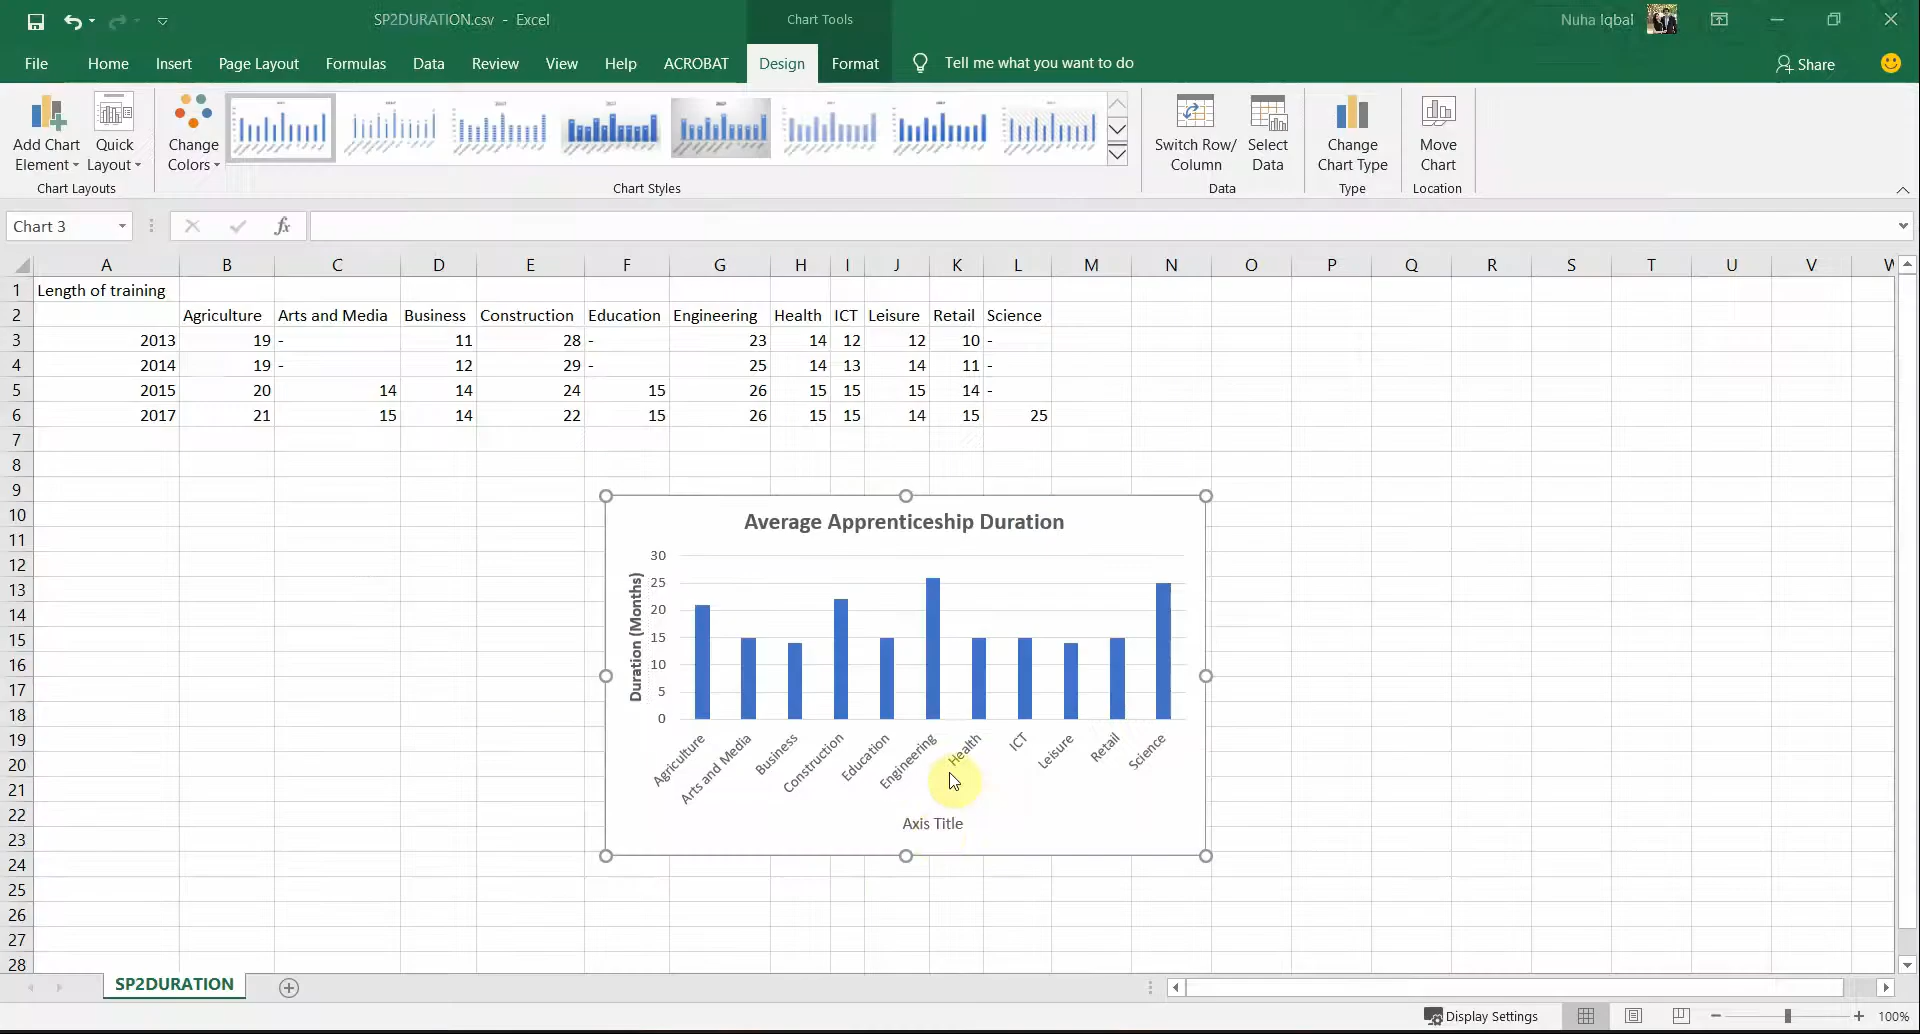 SP2DURATION.csv - Excel
Chart Tools
Nuha Iqbal
File Home Insert Page Layout Formulas Data Review View Help ACROBAT Design Format Tell me what you want to do Share
Add Chart Element
Quick Layout
Change Colors
Switch Row/ Column
Select Data
Change Chart Type
Move Chart
Chart Layouts Chart Styles Data Type Location
Chart 3 fx
A B C D E F G H I J K L M N O P Q R S T U V W
1 Length of training
2 Agriculture Arts and Media Business Construction Education Engineering Health ICT Leisure Retail Science
3 2013 19 - 11 28 - 23 14 12 12 10 -
4 2014 19 - 12 29 - 25 14 13 14 11 -
5 2015 20 14 14 24 15 26 15 15 15 14 -
6 2017 21 15 14 22 15 26 15 15 14 15 25
7
8
9
10
11
12
13
14
15
16
17
18
19
20
21
22
23
24
25
26
27
28
Average Apprenticeship Duration
Duration (Months)
30
25
20
15
10
5
0
Agriculture Arts and Media Business Construction Education Engineering Health ICT Leisure Retail Science
Axis Title
SP2DURATION
Display Settings 100%